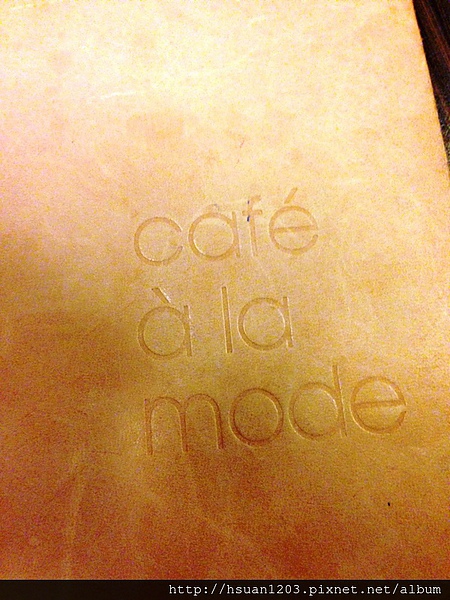 café
à la
mode
http://hsuan1203.pixnet.net/album